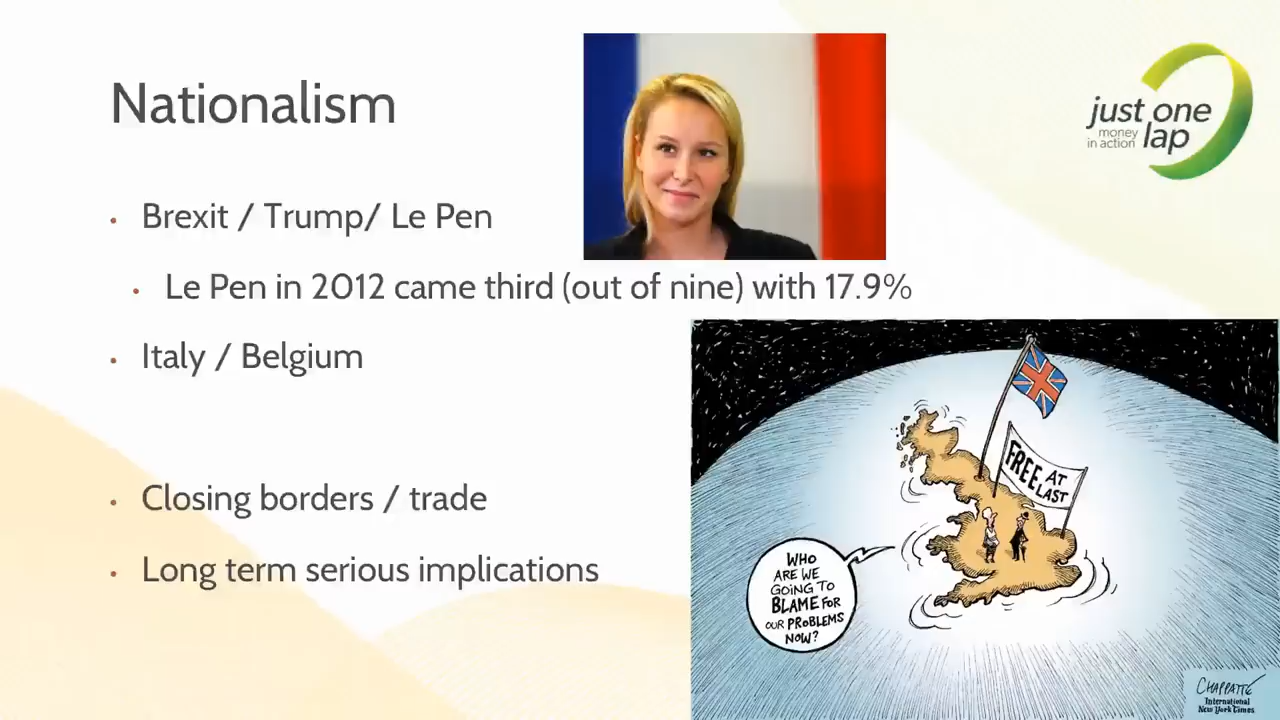 Nationalism
just one
money
in action lap
• Brexit / Trump/ Le Pen
• Le Pen in 2012 came third (out of nine) with 17.9%
• Italy / Belgium
• Closing borders / trade
• Long term serious implications
FREE AT
LAST
WHO
ARE WE
GOING TO
BLAME FOR
OUR PROBLEMS
NOW?
CHAPPATTE
International
New York Times